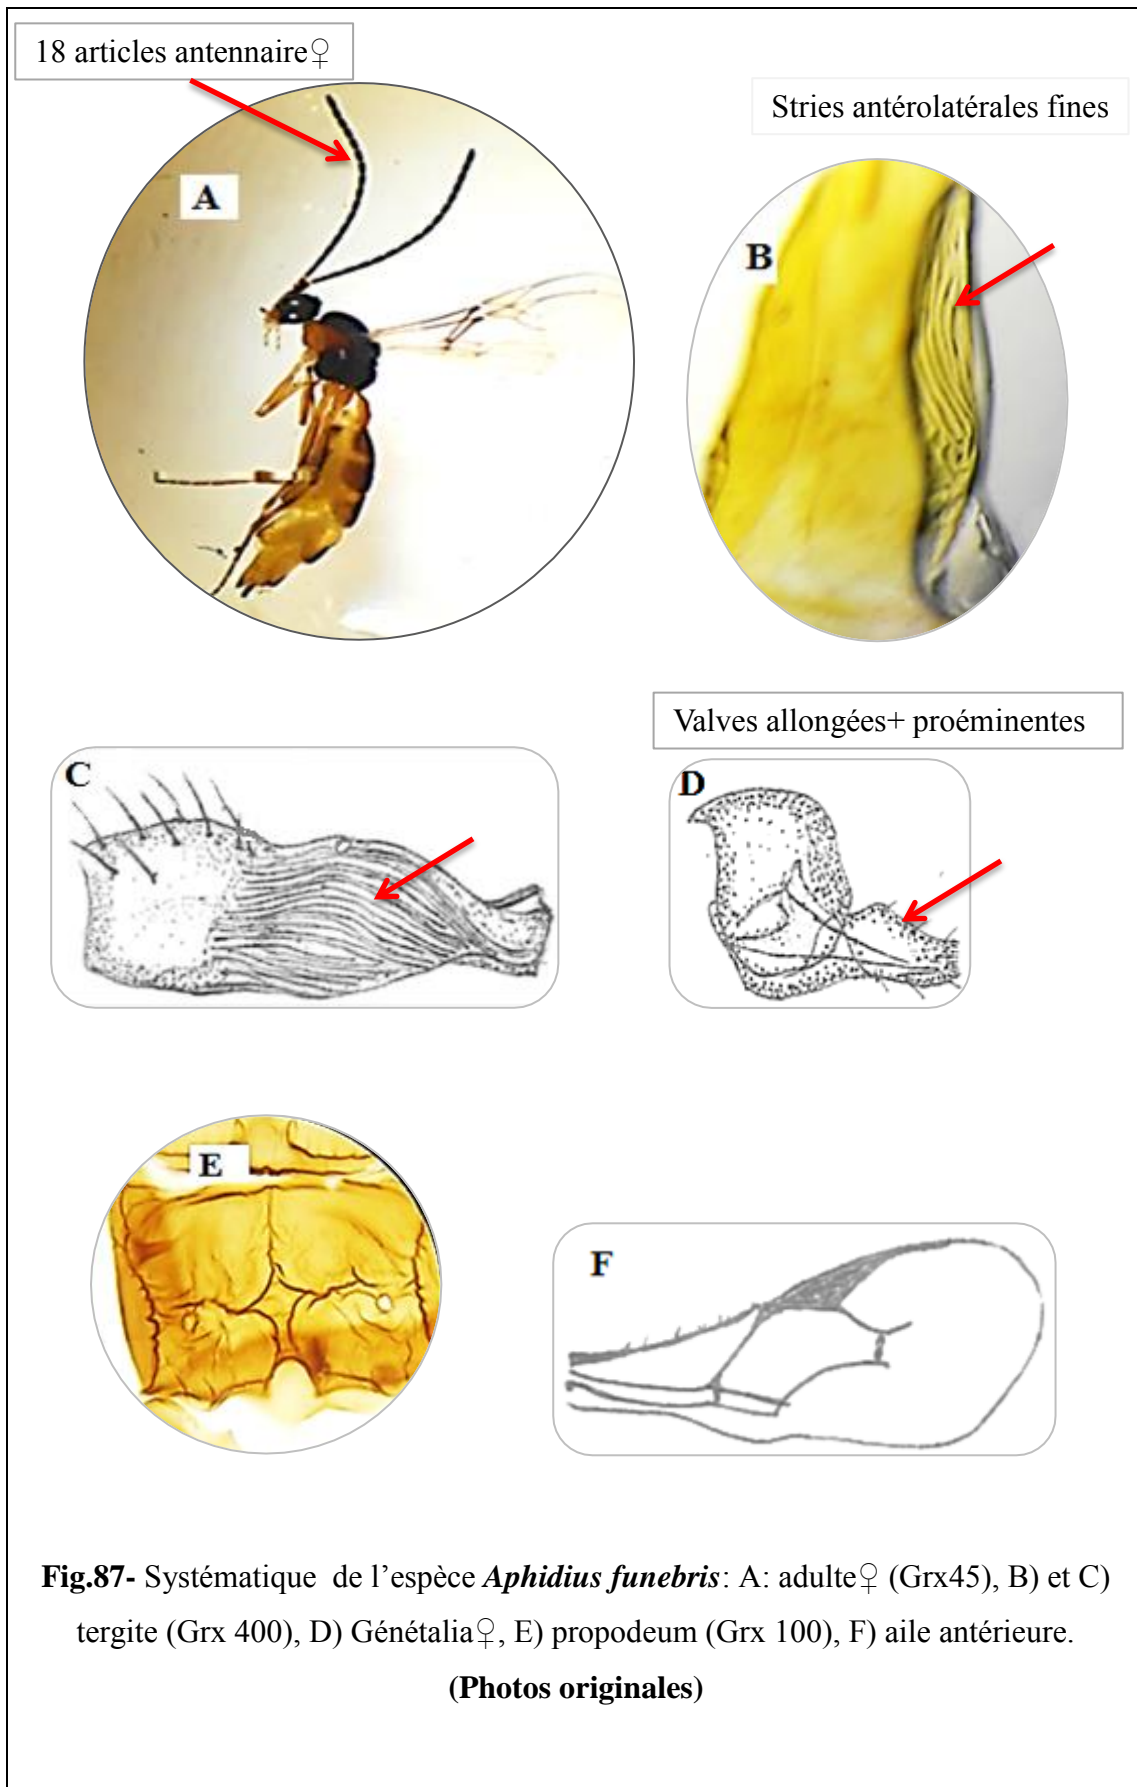 18 articles antennaire♀
Stries antérolatérales fines
A
B
Valves allongées+ proéminentes
C
D
E
F
Fig.87- Systématique de l’espèce Aphidius funebris: A: adulte♀ (Grx45), B) et C)
tergite (Grx 400), D) Génétalia♀, E) propodeum (Grx 100), F) aile antérieure.
(Photos originales)